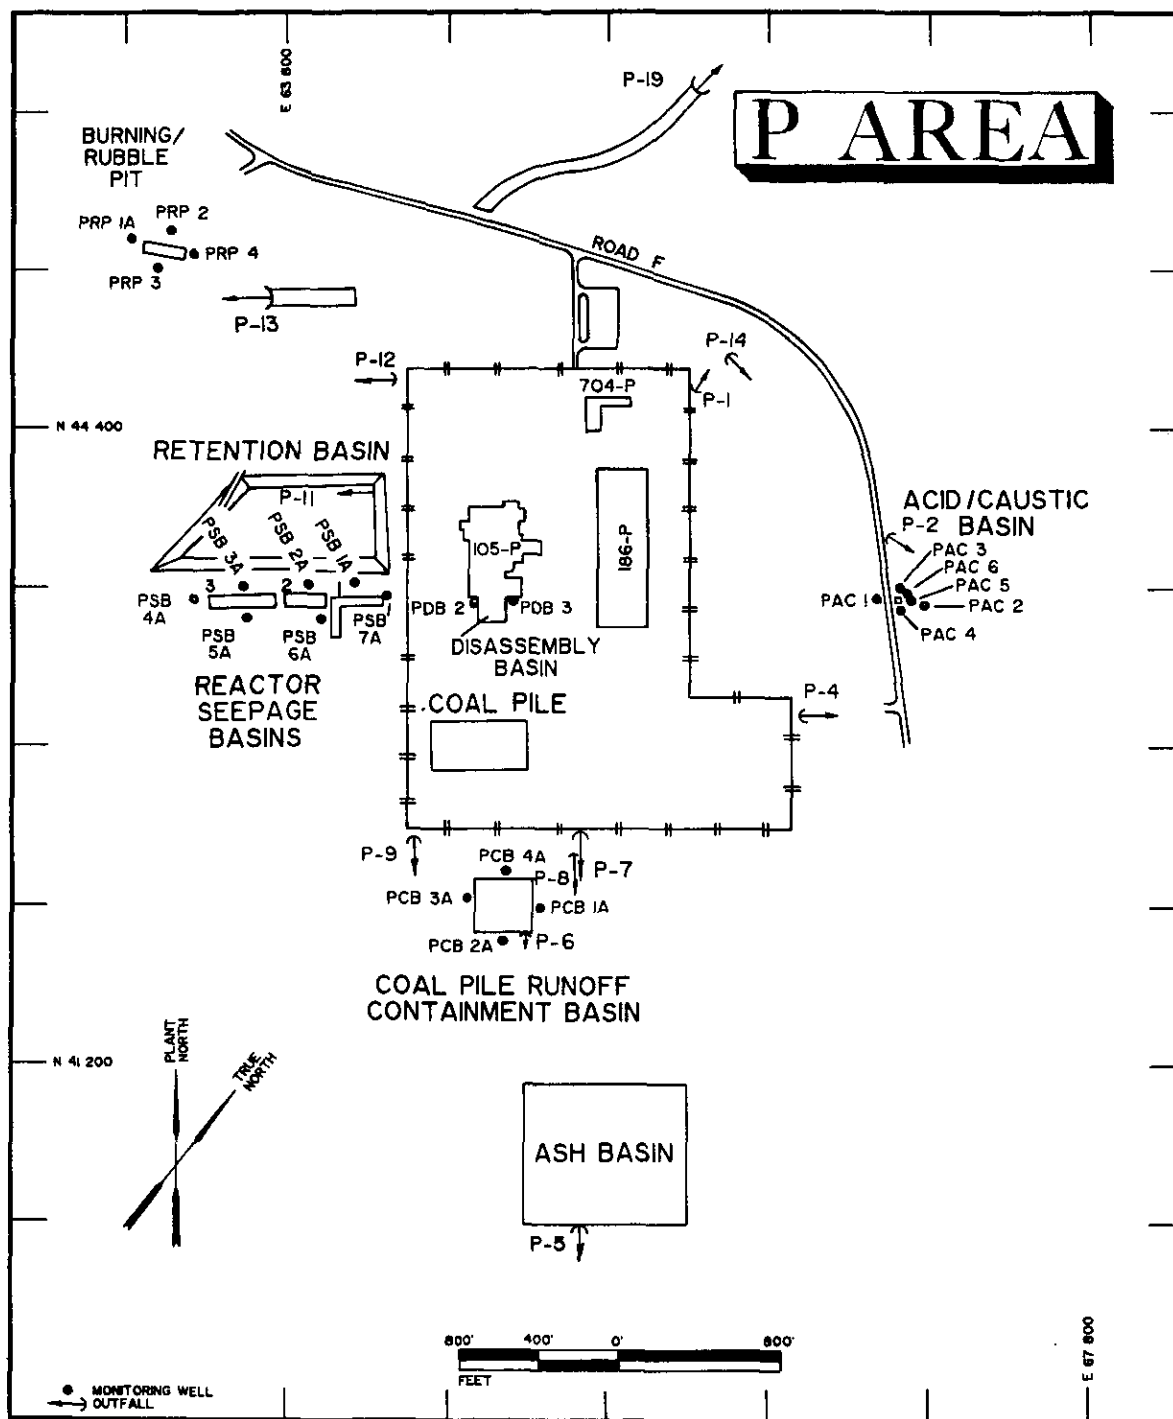 E 63 800
P-19
P AREA
BURNING/
RUBBLE
PIT
PRP 1A
PRP 2
PRP 4
PRP 3
ROAD F
P-13
P-12
P-14
P-1
704-P
N 44 400
RETENTION BASIN
P-11
PSB 3A
PSB 2A
PSB 1A
105-P
186-P
ACID/CAUSTIC
BASIN
P-2
PAC 3
PAC 6
PAC 5
PAC 1
PAC 2
PAC 4
3
2
PSB
4A
PSB
5A
PSB
6A
PSB
7A
PDB 2
PDB 3
DISASSEMBLY
BASIN
REACTOR
SEEPAGE
BASINS
COAL PILE
P-4
P-9
PCB 4A
P-8
P-7
PCB 3A
PCB 1A
PCB 2A
P-6
COAL PILE RUNOFF
CONTAINMENT BASIN
PLANT
NORTH
TRUE
NORTH
N 41 200
ASH BASIN
P-5
800' 400' 0' 800'
FEET
E 67 800
MONITORING WELL
OUTFALL